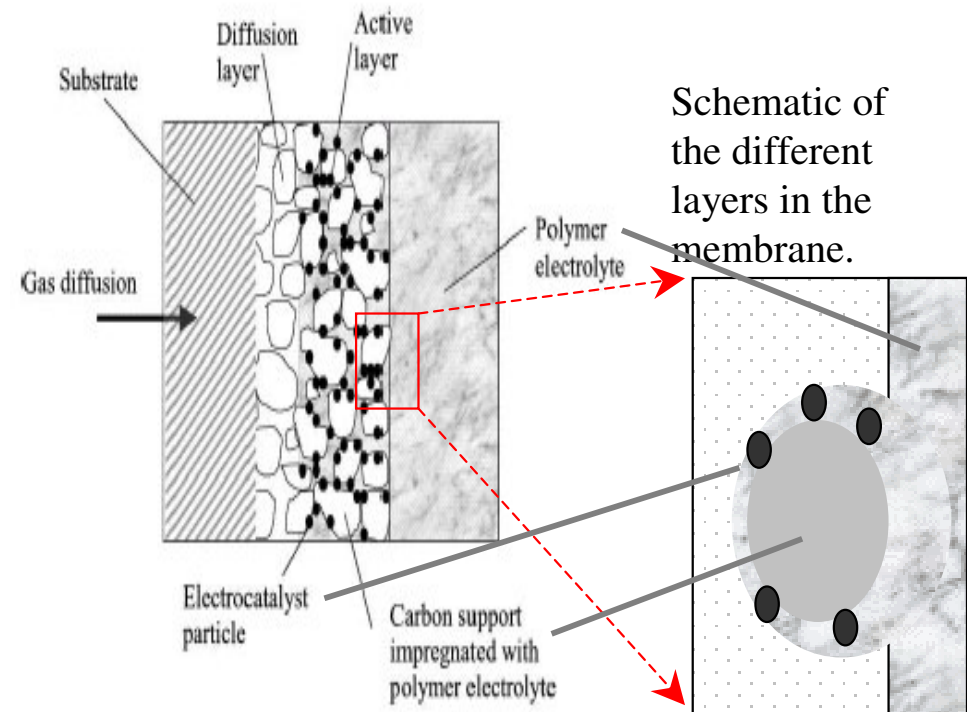 Diffusion
layer
Active
layer
Substrate
Schematic of
the different
layers in the
membrane.
Polymer
electrolyte
Gas diffusion
Electrocatalyst
particle
Carbon support
impregnated with
polymer electrolyte